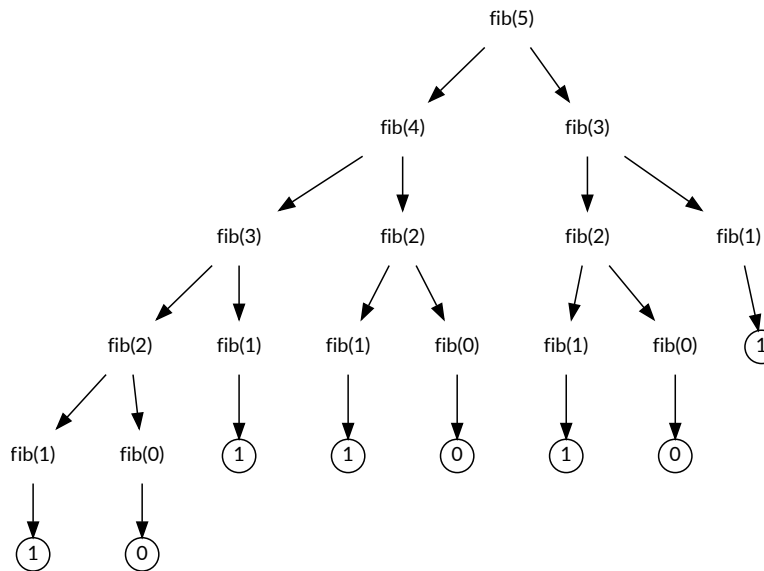 fib(5)
fib(4) fib(3)
fib(3) fib(2) fib(2) fib(1)
fib(2) fib(1) fib(1) fib(0) fib(1) fib(0) 1
fib(1) fib(0) 1 1 0 1 0
1 0